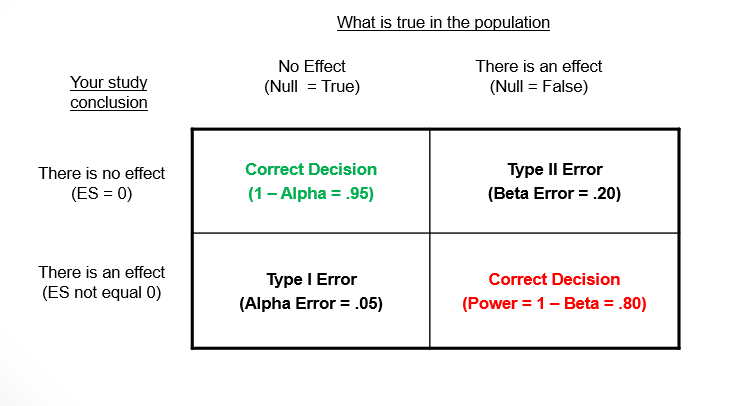 What is true in the population
No Effect
(Null = True)
There is an effect
(Null = False)
Your study
conclusion
There is no effect
(ES = 0)
Correct Decision
(1 – Alpha = .95)
Type II Error
(Beta Error = .20)
There is an effect
(ES not equal 0)
Type I Error
(Alpha Error = .05)
Correct Decision
(Power = 1 – Beta = .80)